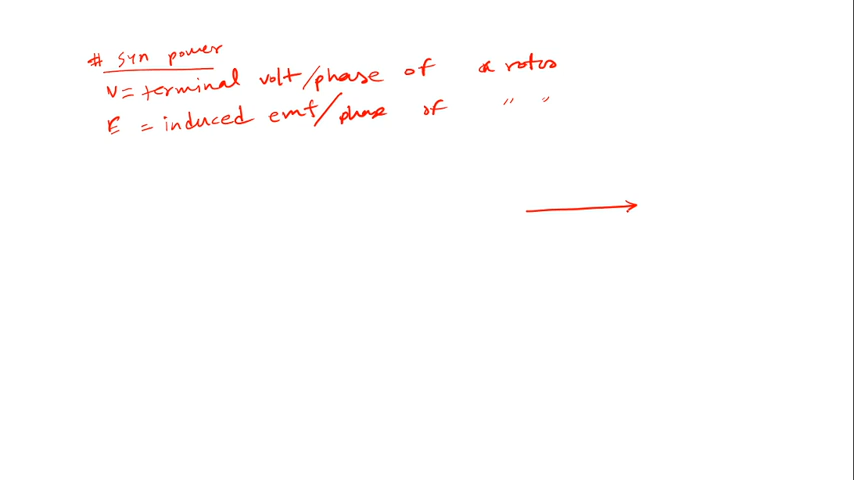 # syn power
V = terminal volt/phase of a rotor
E = induced emf/phase of " "